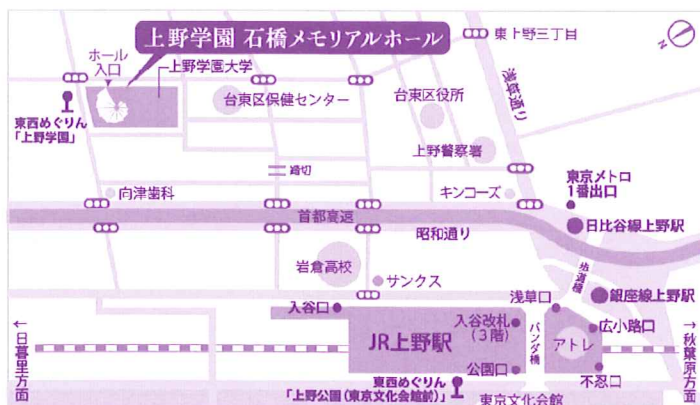 上野学園 石橋メモリアルホール
東上野三丁目
N
ホール
入口
上野学園大学
浅草通り
台東区保健センター
台東区役所
東西めぐりん
「上野学園」
上野警察署
踏切
東京メトロ
1番出口
向津歯科
キンコーズ
首都高速
昭和通り
日比谷線上野駅
岩倉高校
歩道橋
サンクス
銀座線上野駅
入谷口
浅草口
入谷改札
(3階)
広小路口
JR上野駅
パンダ橋
アトレ
←日暮里方面
→秋葉原方面
公園口
不忍口
東西めぐりん
「上野公園(東京文化会館前)」
東京文化会館